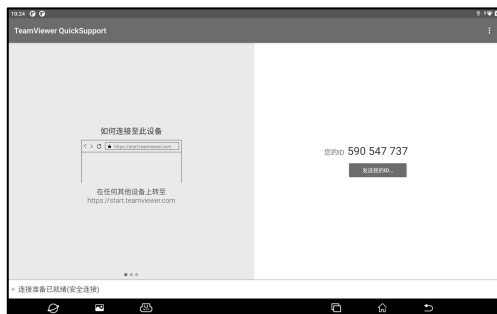 10:24
TeamViewer QuickSupport
如何连接至此设备
https://start.teamviewer.com
在任何其他设备上转至
https://start.teamviewer.com
您的ID 590 547 737
发送我的ID...
连接准备已就绪(安全连接)